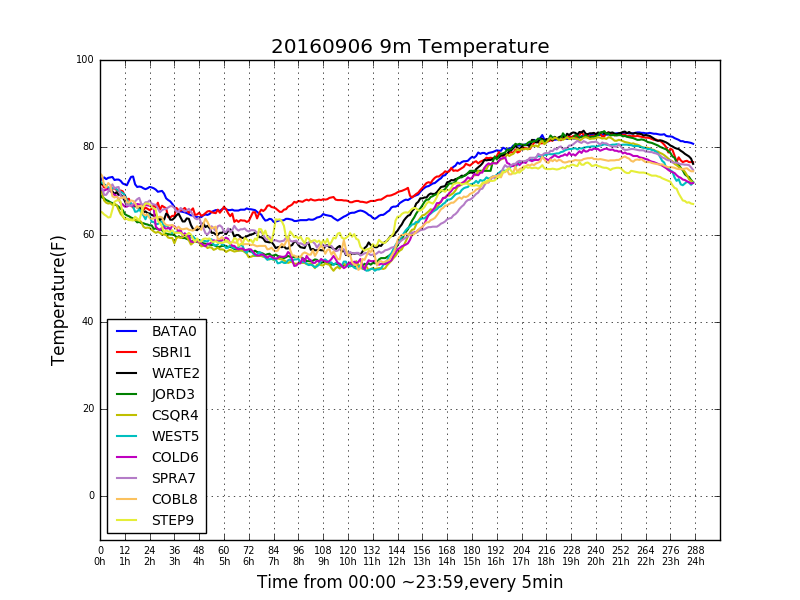 20160906 9m Temperature
Temperature(F)
100
80
60
40
20
0
BATA0
SBRI1
WATE2
JORD3
CSQR4
WEST5
COLD6
SPRA7
COBL8
STEP9
0 12 24 36 48 60 72 84 96 108 120 132 144 156 168 180 192 204 216 228 240 252 264 276 288
0h 1h 2h 3h 4h 5h 6h 7h 8h 9h 10h 11h 12h 13h 14h 15h 16h 17h 18h 19h 20h 21h 22h 23h 24h
Time from 00:00 ~23:59,every 5min